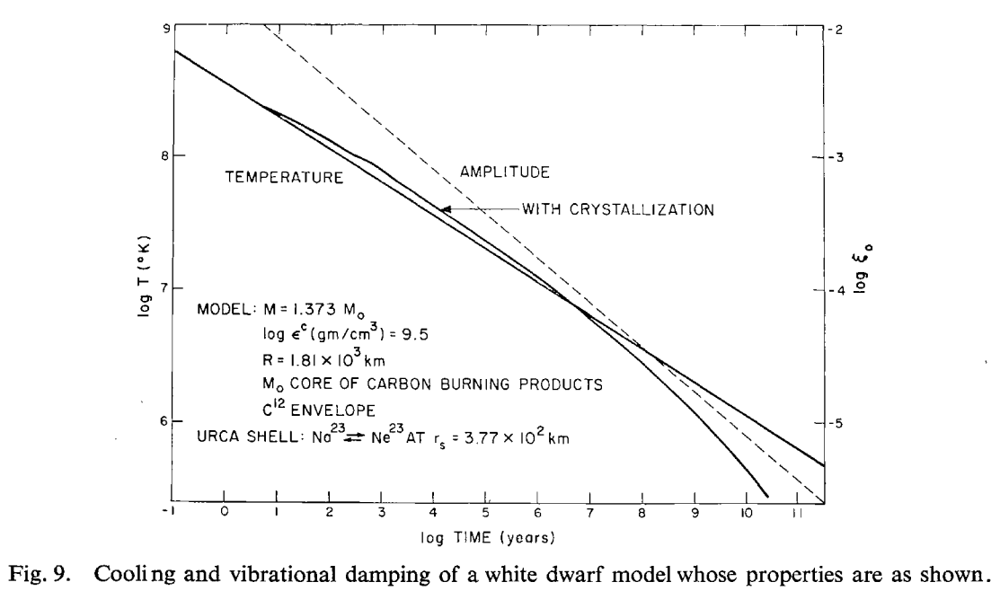 9
8
7
6
-2
-3
-4
-5
log T (°K)
log ξₒ
TEMPERATURE
AMPLITUDE
WITH CRYSTALLIZATION
MODEL: M = 1.373 Mₒ
log ϵᶜ (gm/cm³) = 9.5
R = 1.81 × 10³ km
Mₒ CORE OF CARBON BURNING PRODUCTS
C¹² ENVELOPE
URCA SHELL: Na²³ ⇌ Ne²³ AT rₛ = 3.77 × 10² km
-1 0 1 2 3 4 5 6 7 8 9 10 11
log TIME (years)
Fig. 9. Cooling and vibrational damping of a white dwarf model whose properties are as shown.